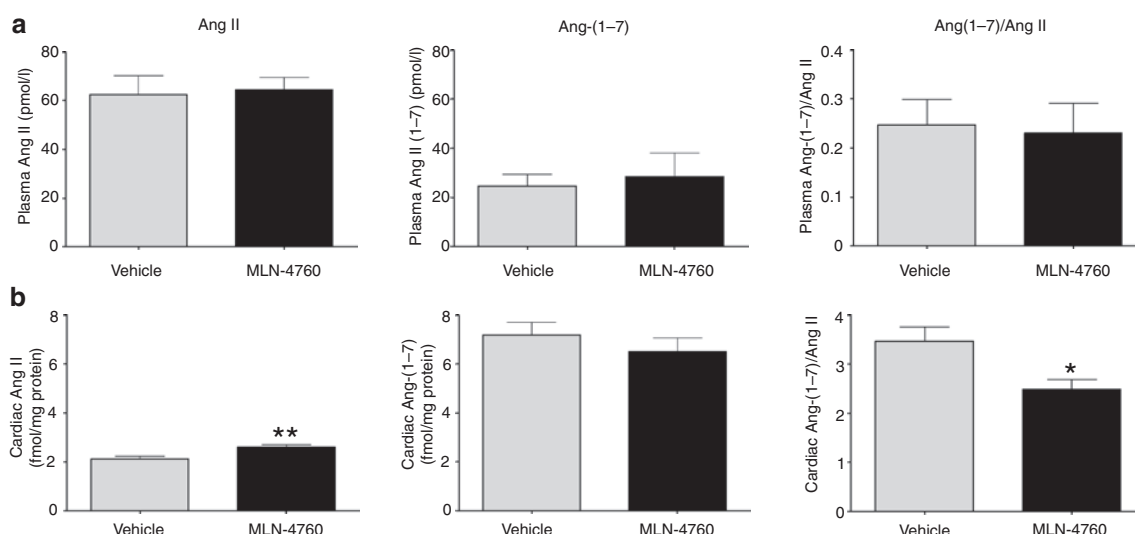 a
Ang II
Ang-(1–7)
Ang(1–7)/Ang II
Plasma Ang II (pmol/l)
80
60
40
20
0
Vehicle
MLN-4760
Plasma Ang II (1–7) (pmol/l)
80
60
40
20
0
Vehicle
MLN-4760
Plasma Ang-(1–7)/Ang II
0.4
0.3
0.2
0.1
0
Vehicle
MLN-4760
b
Cardiac Ang II
(fmol/mg protein)
8
6
4
2
0
**
Vehicle
MLN-4760
Cardiac Ang-(1–7)
(fmol/mg protein)
8
6
4
2
0
Vehicle
MLN-4760
Cardiac Ang-(1–7)/Ang II
4
3
2
1
0
*
Vehicle
MLN-4760